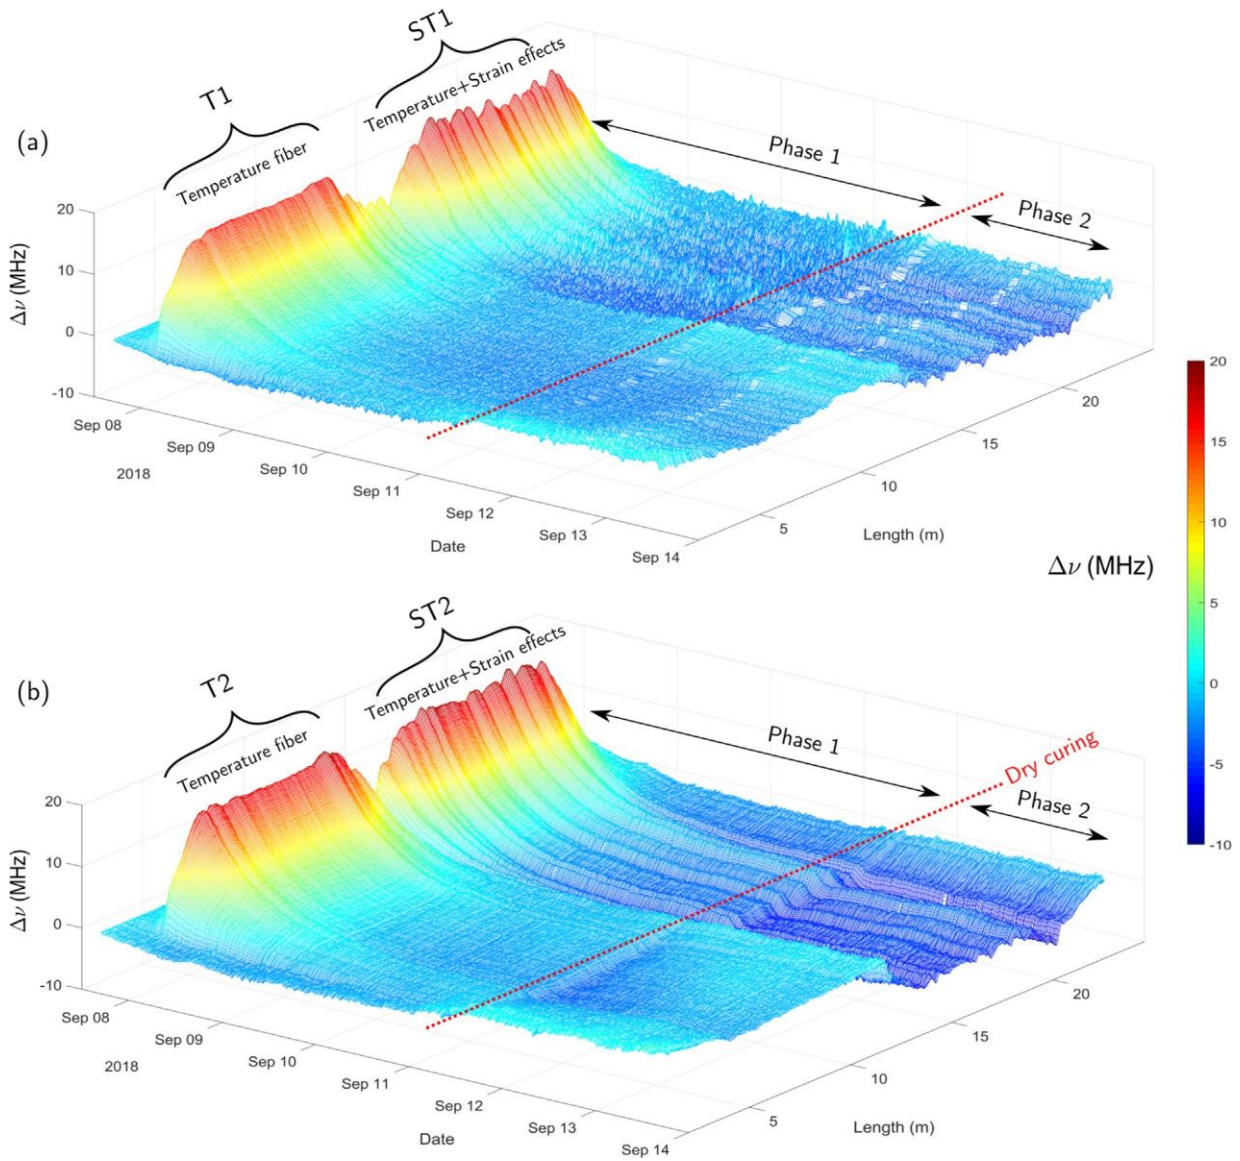 (a)
T1
Temperature fiber
ST1
Temperature+Strain effects
Phase 1
Phase 2
20
10
0
-10
Δν (MHz)
Sep 08
Sep 09
Sep 10
Sep 11
Sep 12
Sep 13
Sep 14
2018
Date
5
10
15
20
Length (m)
Δν (MHz)
20
15
10
5
0
-5
-10
(b)
T2
Temperature fiber
ST2
Temperature+Strain effects
Phase 1
Dry curing
Phase 2
20
10
0
-10
Δν (MHz)
Sep 08
Sep 09
Sep 10
Sep 11
Sep 12
Sep 13
Sep 14
2018
Date
5
10
15
20
Length (m)